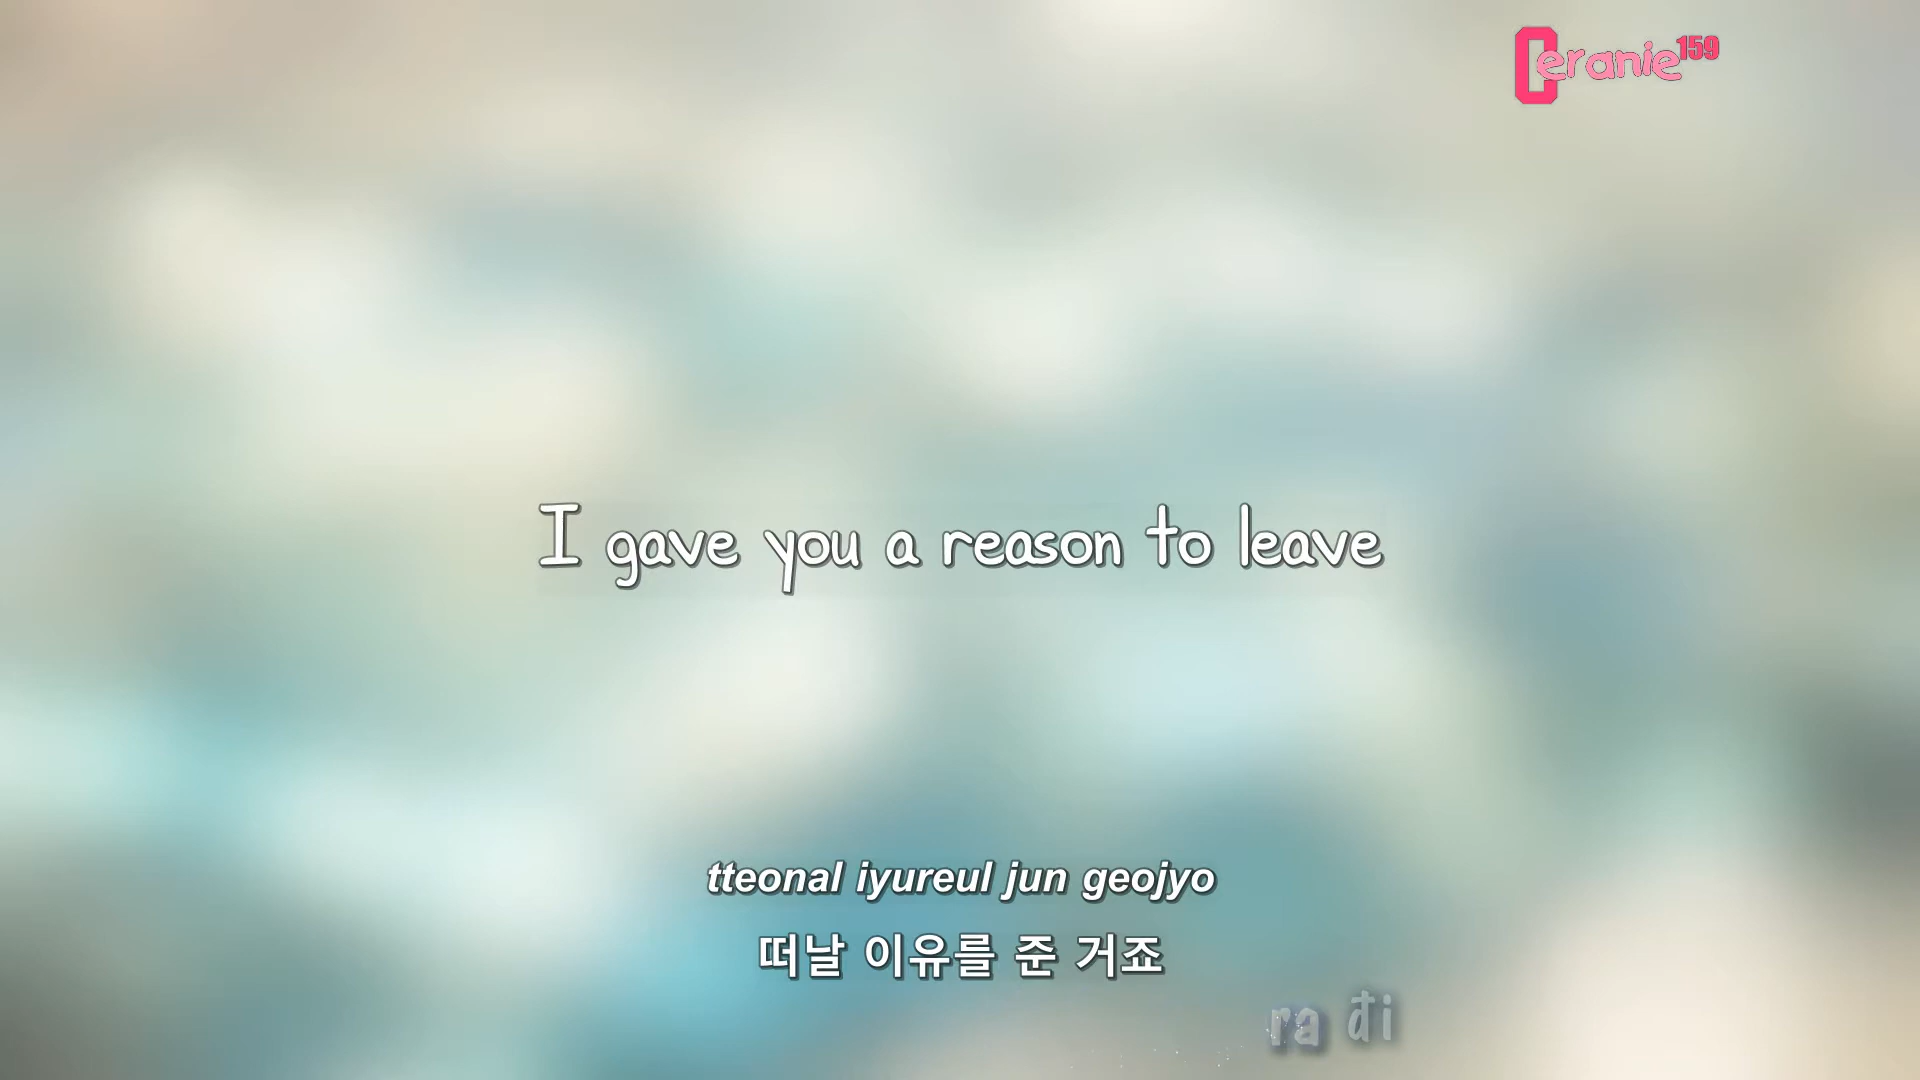 Ceranie159
I gave you a reason to leave
tteonal iyureul jun geojyo
떠날 이유를 준 거죠
ra đi